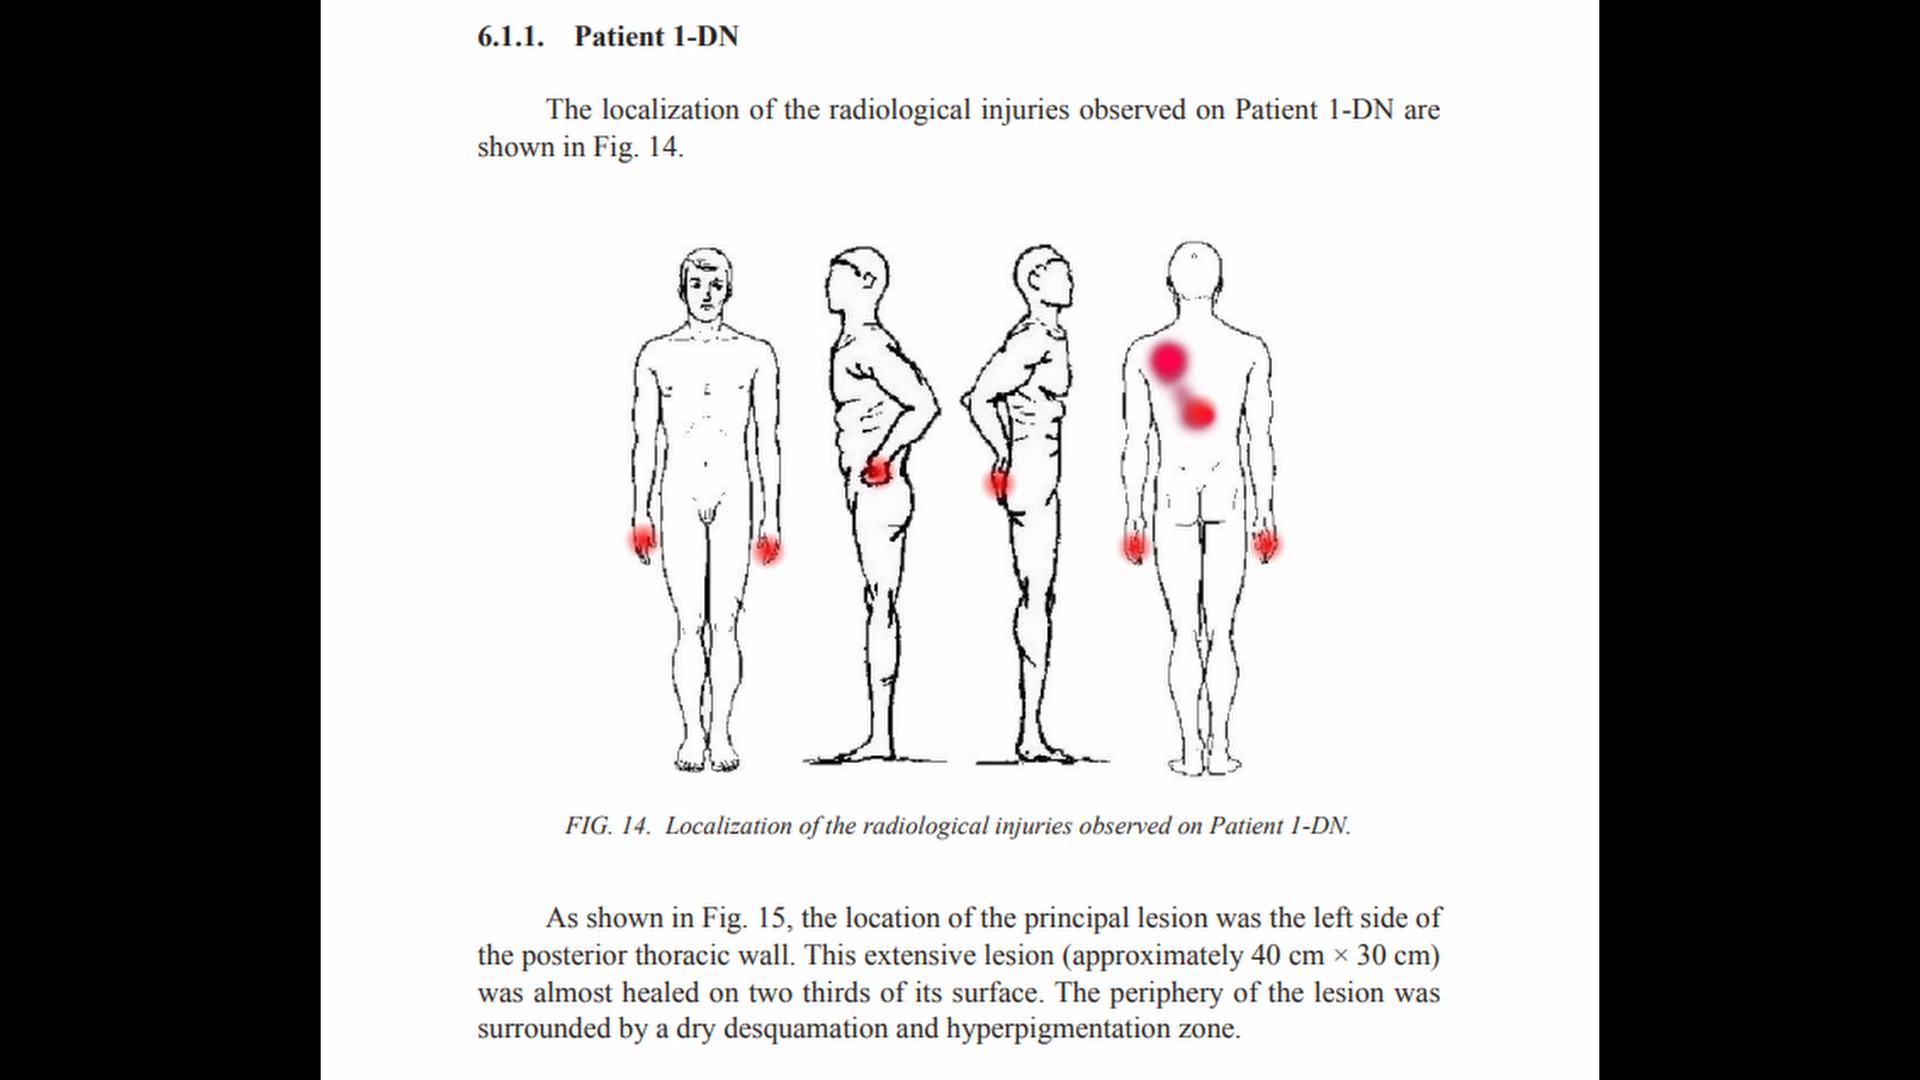 6.1.1. Patient 1-DN
The localization of the radiological injuries observed on Patient 1-DN are
shown in Fig. 14.
FIG. 14. Localization of the radiological injuries observed on Patient 1-DN.
As shown in Fig. 15, the location of the principal lesion was the left side of
the posterior thoracic wall. This extensive lesion (approximately 40 cm × 30 cm)
was almost healed on two thirds of its surface. The periphery of the lesion was
surrounded by a dry desquamation and hyperpigmentation zone.